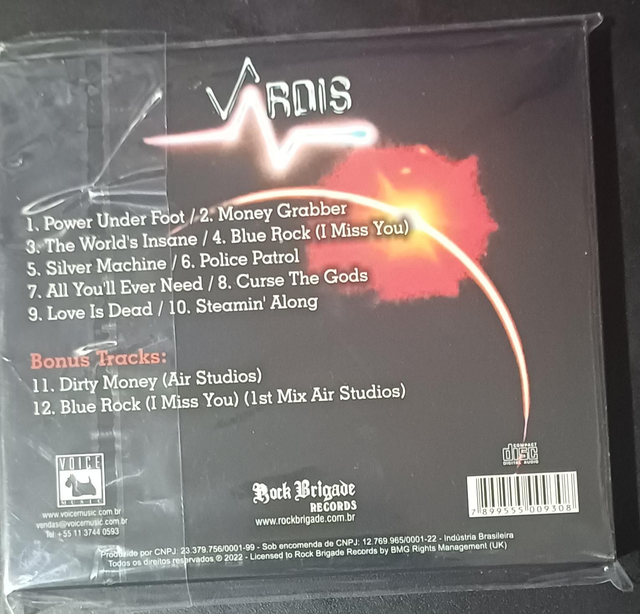 VARDIS
1. Power Under Foot / 2. Money Grabber
3. The World's Insane / 4. Blue Rock (I Miss You)
5. Silver Machine / 6. Police Patrol
7. All You'll Ever Need / 8. Curse The Gods
9. Love Is Dead / 10. Steamin' Along
Bonus Tracks:
11. Dirty Money (Air Studios)
12. Blue Rock (I Miss You) (1st Mix Air Studios)
VOICE
MUSIC
www.voicemusic.com.br
vendas@voicemusic.com.br
Tel +55 11 3744 0593
Rock Brigade
RECORDS
www.rockbrigade.com.br
COMPACT
disc
DIGITAL AUDIO
7 899555 009308
Produzido por CNPJ: 23.379.756/0001-99 - Sob encomenda de CNPJ: 12.769.965/0001-22 - Indústria Brasileira
Todos os direitos reservados ℗ 2022 - Licensed to Rock Brigade Records by BMG Rights Management (UK)